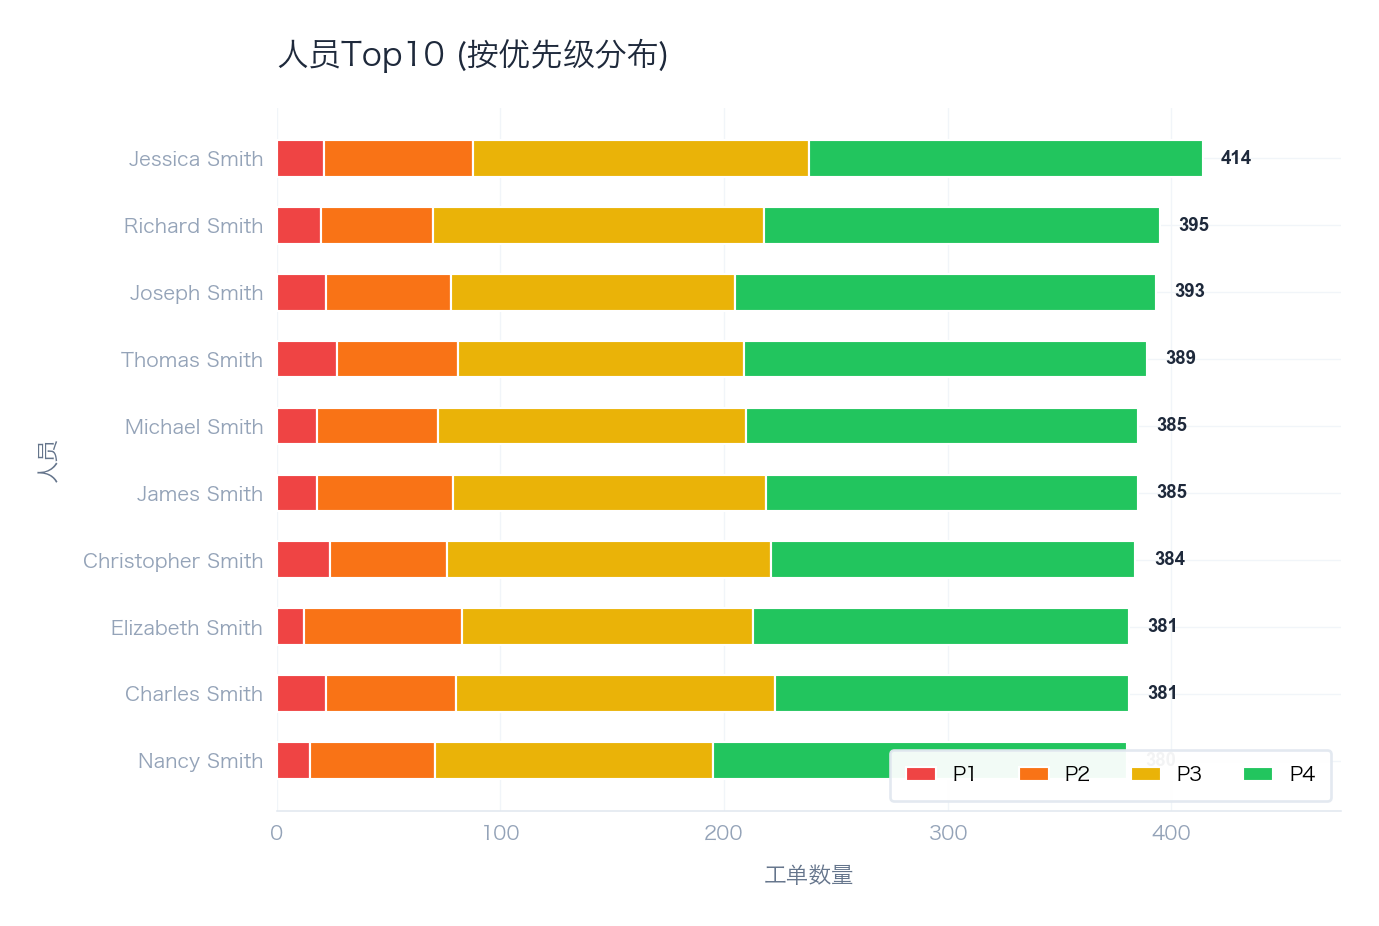 人员Top10 (按优先级分布)
Jessica Smith 414
Richard Smith 395
Joseph Smith 393
Thomas Smith 389
Michael Smith 385
James Smith 385
Christopher Smith 384
Elizabeth Smith 381
Charles Smith 381
Nancy Smith 380
人员
P1 P2 P3 P4
0 100 200 300 400
工单数量